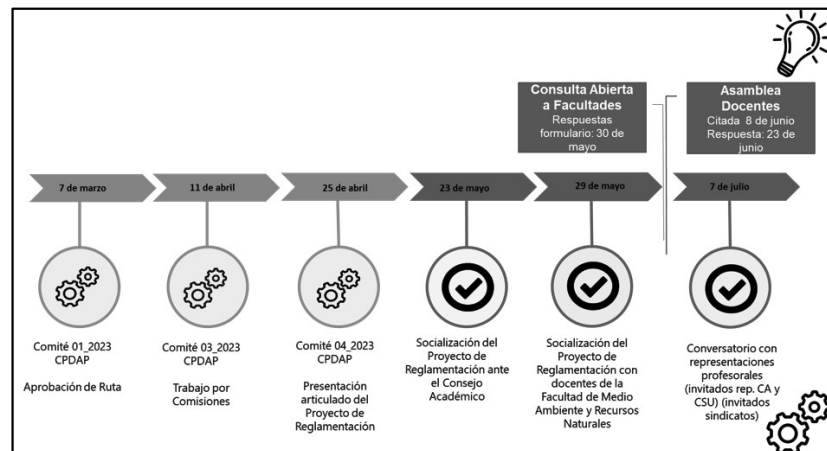 Consulta Abierta
a Facultades
Respuestas
formulario: 30 de
mayo
Asamblea
Docentes
Citada 8 de junio
Respuesta: 23 de
junio
7 de marzo
11 de abril
25 de abril
23 de mayo
29 de mayo
7 de julio
Comité 01_2023
CPDAP
Aprobación de Ruta
Comité 03_2023
CPDAP
Trabajo por
Comisiones
Comité 04_2023
CPDAP
Presentación
articulado del
Proyecto de
Reglamentación
Socialización del
Proyecto de
Reglamentación ante
el Consejo
Académico
Socialización del
Proyecto de
Reglamentación con
docentes de la
Facultad de Medio
Ambiente y Recursos
Naturales
Conversatorio con
representaciones
profesorales
(invitados rep. CA y
CSU) (invitados
sindicatos)